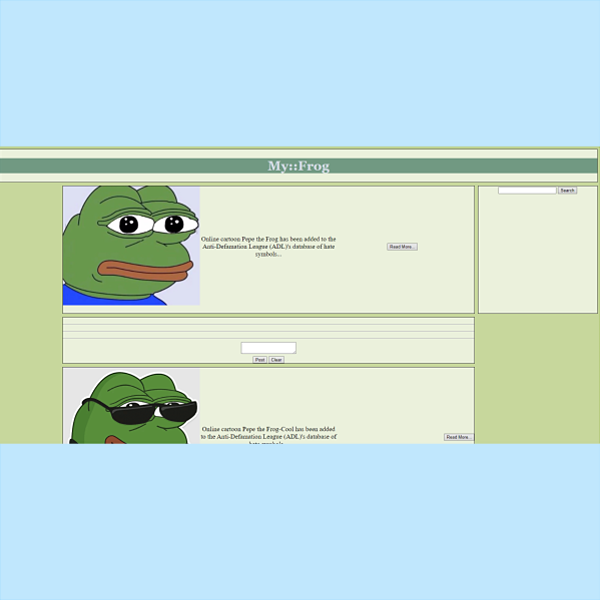 My::Frog
Search
Online cartoon Pepe the Frog has been added to the
Anti-Defamation League (ADL)'s database of hate
symbols...
Read More...
Post Clear
Online cartoon Pepe the Frog-Cool has been added
to the Anti-Defamation League (ADL)'s database of
hate symbols
Read More...